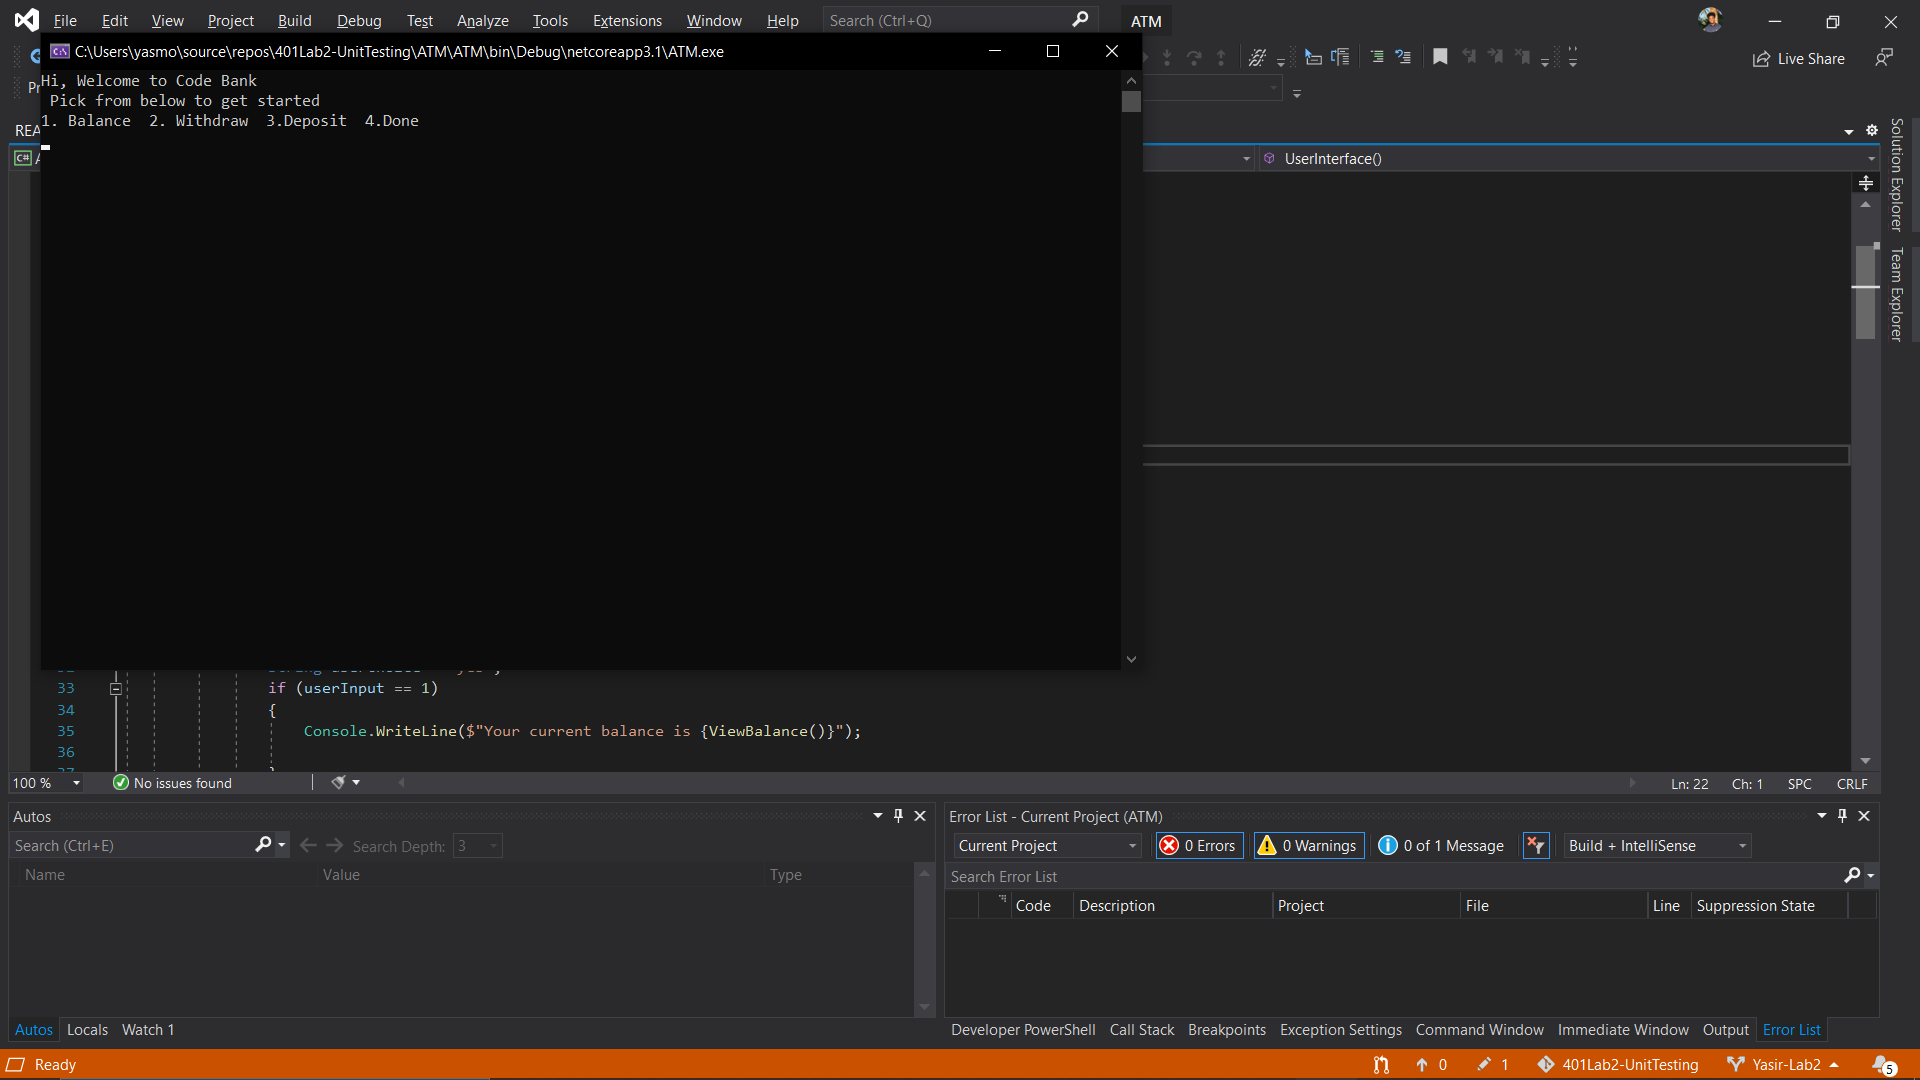 File Edit View Project Build Debug Test Analyze Tools Extensions Window Help Search (Ctrl+Q) ATM
C:\Users\yasmo\source\repos\401Lab2-UnitTesting\ATM\ATM\bin\Debug\netcoreapp3.1\ATM.exe
Live Share
Hi, Welcome to Code Bank
Pick from below to get started
1. Balance 2. Withdraw 3.Deposit 4.Done
UserInterface()
Solution Explorer
Team Explorer
33 if (userInput == 1)
34 {
35 Console.WriteLine($"Your current balance is {ViewBalance()}");
36
100 % No issues found Ln: 22 Ch: 1 SPC CRLF
Autos
Search (Ctrl+E) Search Depth: 3
Name Value Type
Autos Locals Watch 1
Error List - Current Project (ATM)
Current Project 0 Errors 0 Warnings 0 of 1 Message Build + IntelliSense
Search Error List
Code Description Project File Line Suppression State
Developer PowerShell Call Stack Breakpoints Exception Settings Command Window Immediate Window Output Error List
Ready 0 1 401Lab2-UnitTesting Yasir-Lab2 5